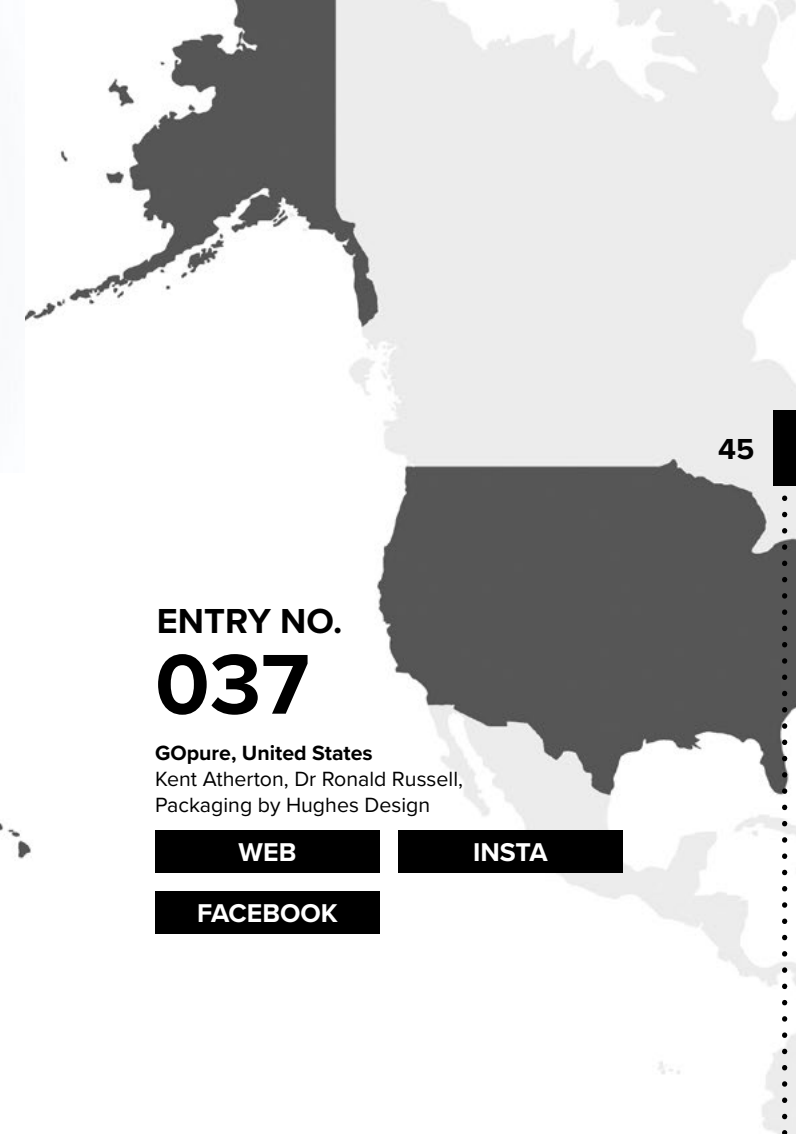 45
ENTRY NO.
037
GOpure, United States
Kent Atherton, Dr Ronald Russell,
Packaging by Hughes Design
WEB
INSTA
FACEBOOK